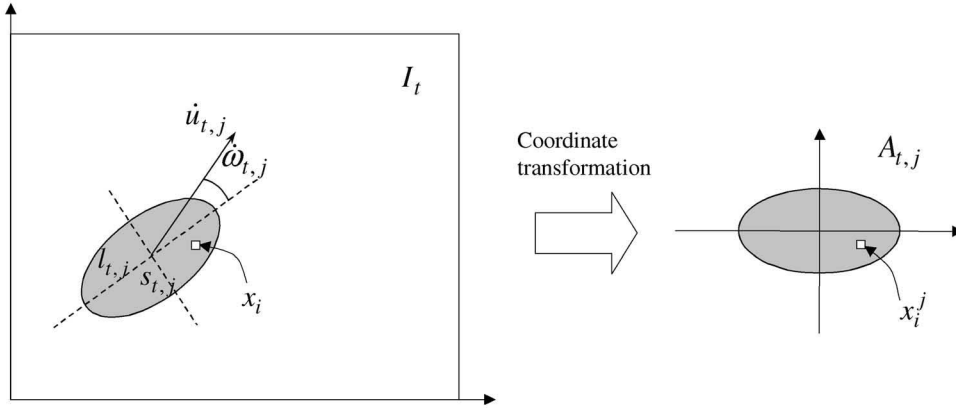 I_t
u̇_{t,j}
ω̇_{t,j}
l_{t,j}
s_{t,j}
x_i
Coordinate
transformation
A_{t,j}
x_i^j